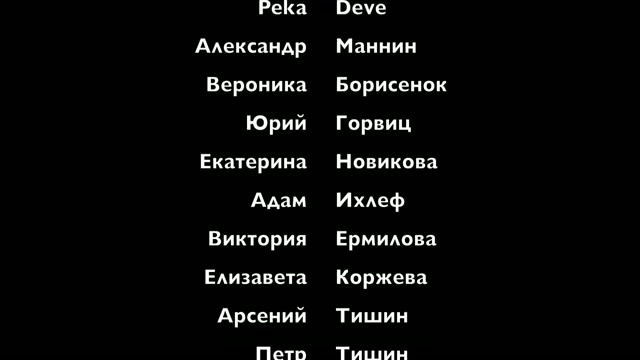 Peka Deve
Александр Маннин
Вероника Борисенок
Юрий Горвиц
Екатерина Новикова
Адам Ихлеф
Виктория Ермилова
Елизавета Коржева
Арсений Тишин
Петр Тишин